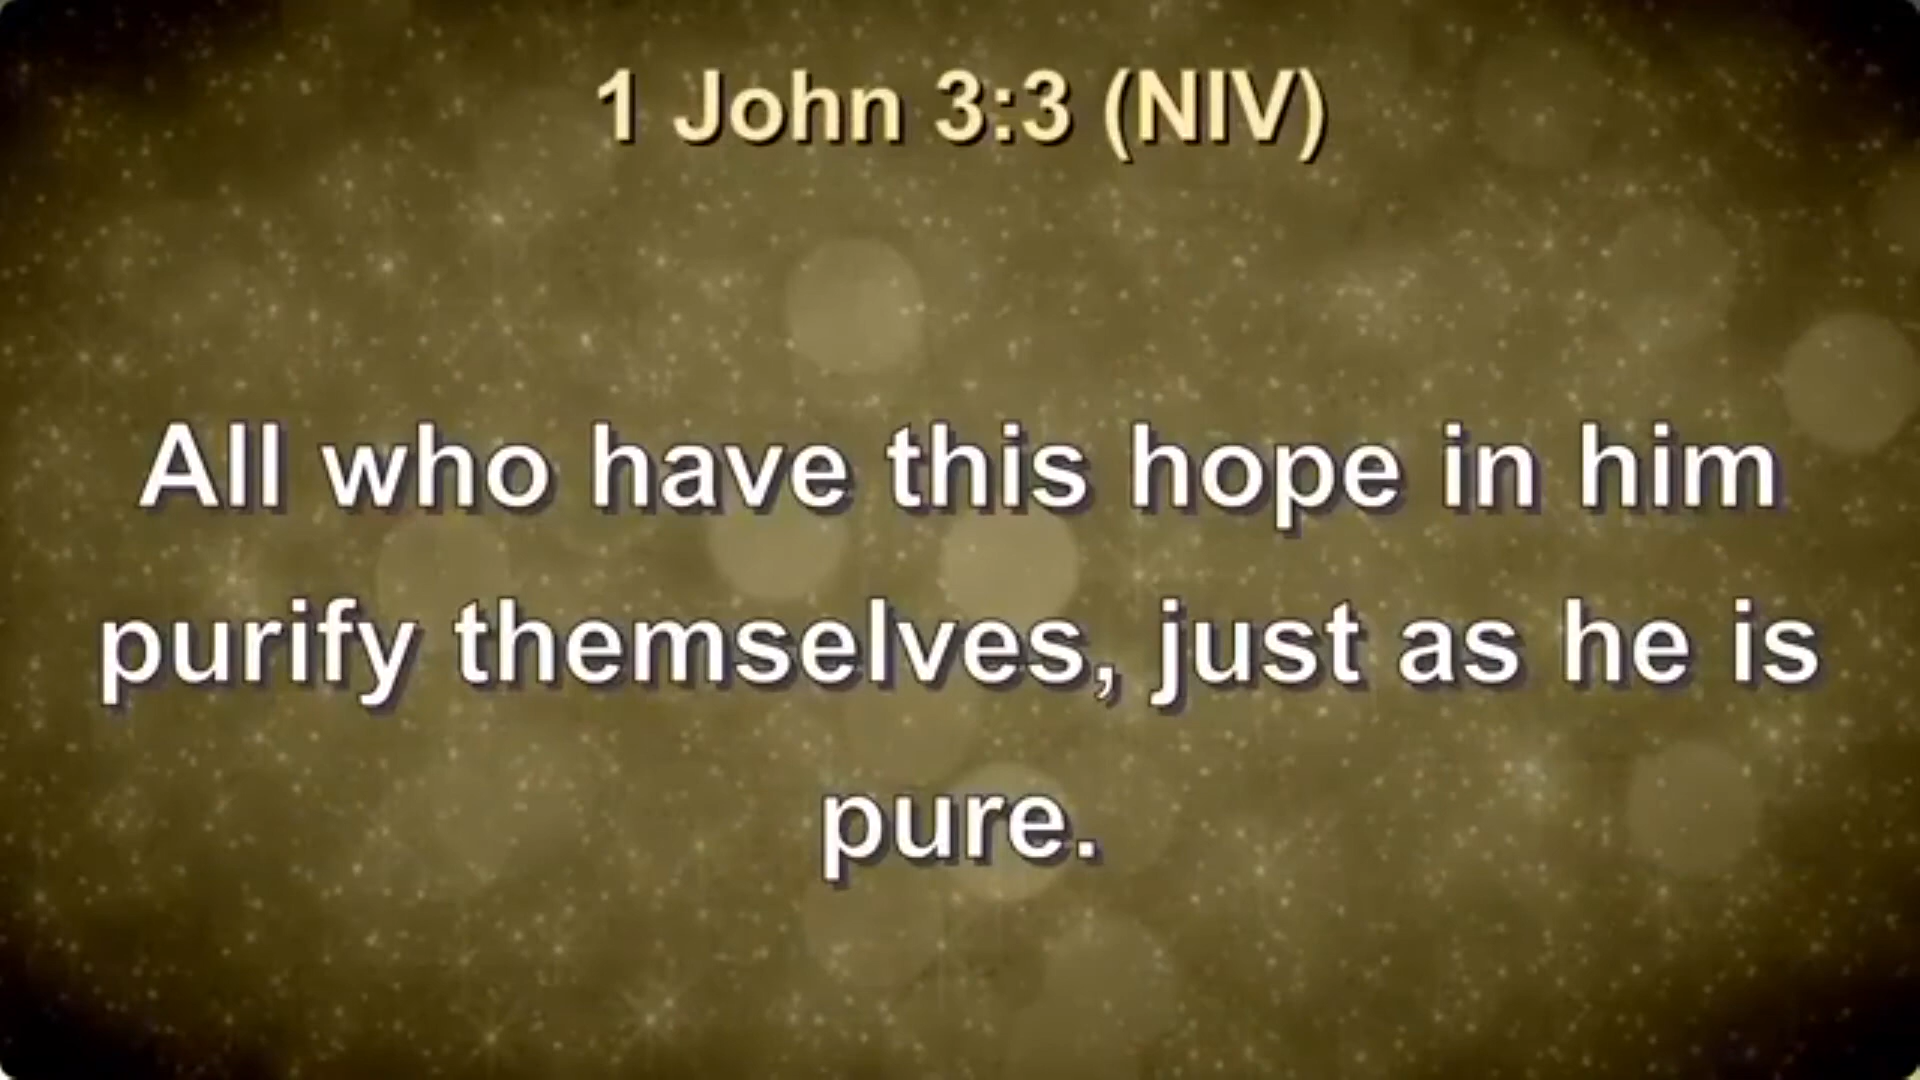 1 John 3:3 (NIV)
All who have this hope in him
purify themselves, just as he is
pure.